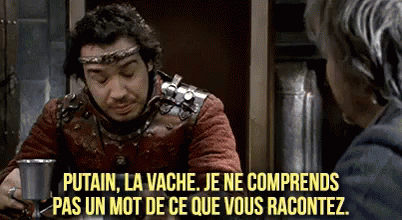 PUTAIN, LA VACHE. JE NE COMPRENDS
PAS UN MOT DE CE QUE VOUS RACONTEZ.